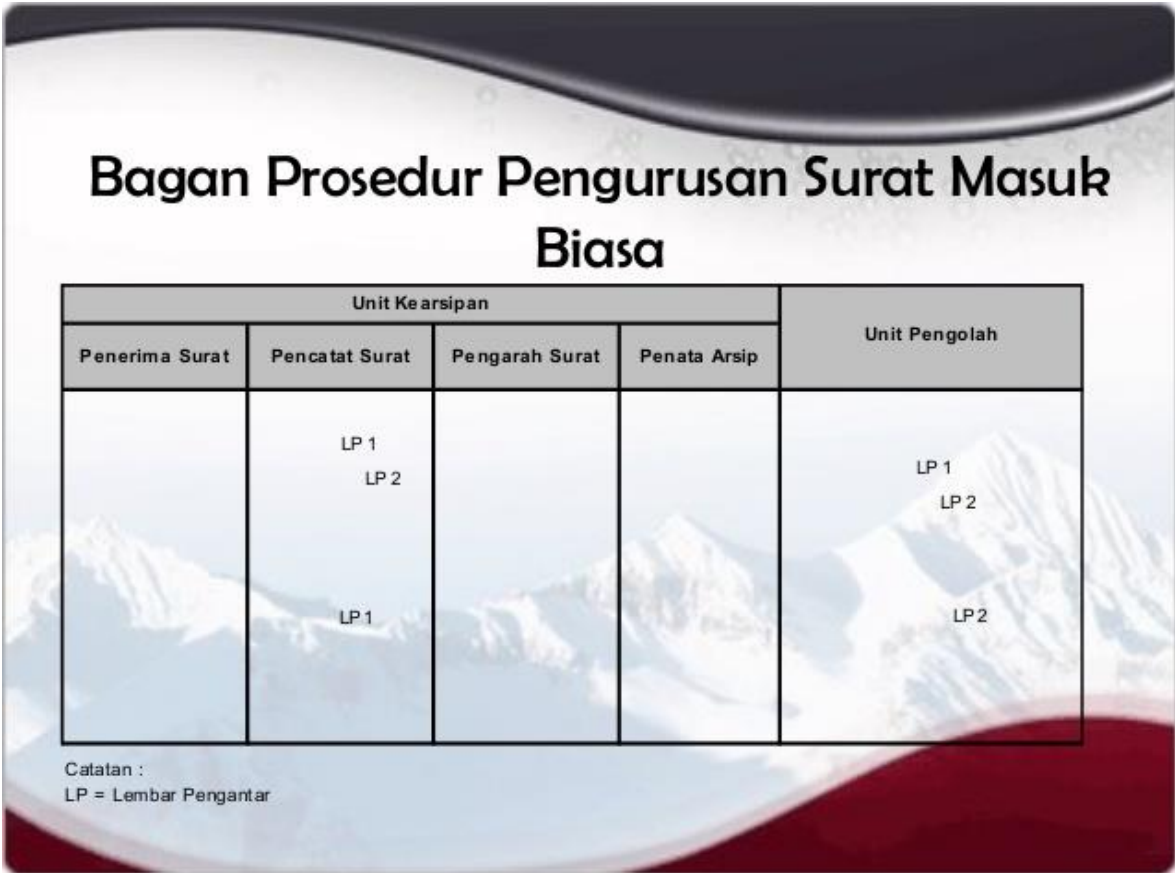 Bagan Prosedur Pengurusan Surat Masuk
Biasa
Unit Kearsipan
Unit Pengolah
Penerima Surat
Pencatat Surat
Pengarah Surat
Penata Arsip
LP 1
LP 2
LP 1
LP 2
LP 1
LP 2
Catatan :
LP = Lembar Pengantar